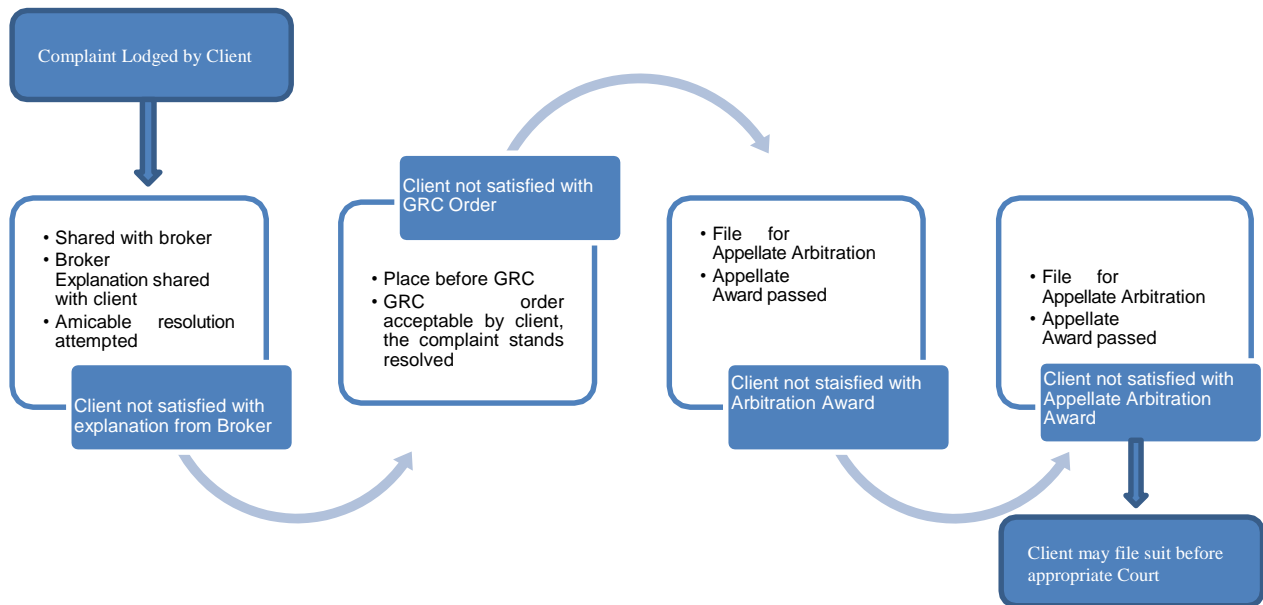 Complaint Lodged by Client
• Shared with broker
• Broker
Explanation shared
with client
• Amicable resolution
attempted
Client not satisfied with
explanation from Broker
Client not satisfied with
GRC Order
• Place before GRC
• GRC order
acceptable by client,
the complaint stands
resolved
• File for
Appellate Arbitration
• Appellate
Award passed
Client not staisfied with
Arbitration Award
• File for
Appellate Arbitration
• Appellate
Award passed
Client not satisfied with
Appellate Arbitration
Award
Client may file suit before
appropriate Court